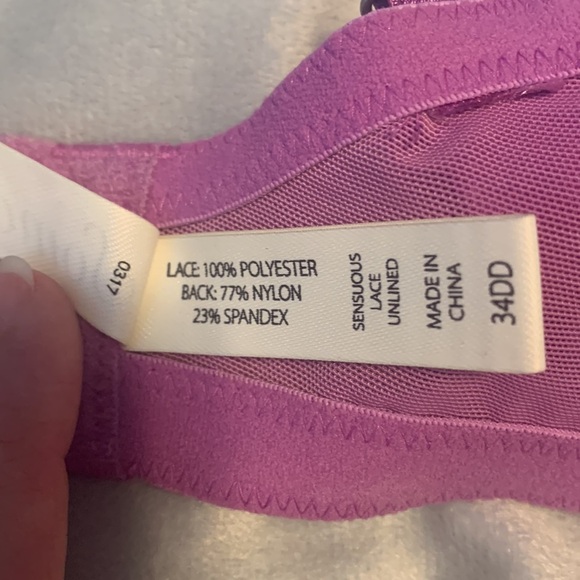 0317
LACE: 100% POLYESTER
BACK: 77% NYLON
23% SPANDEX
SENSUOUS
LACE
UNLINED
MADE IN
CHINA
34DD